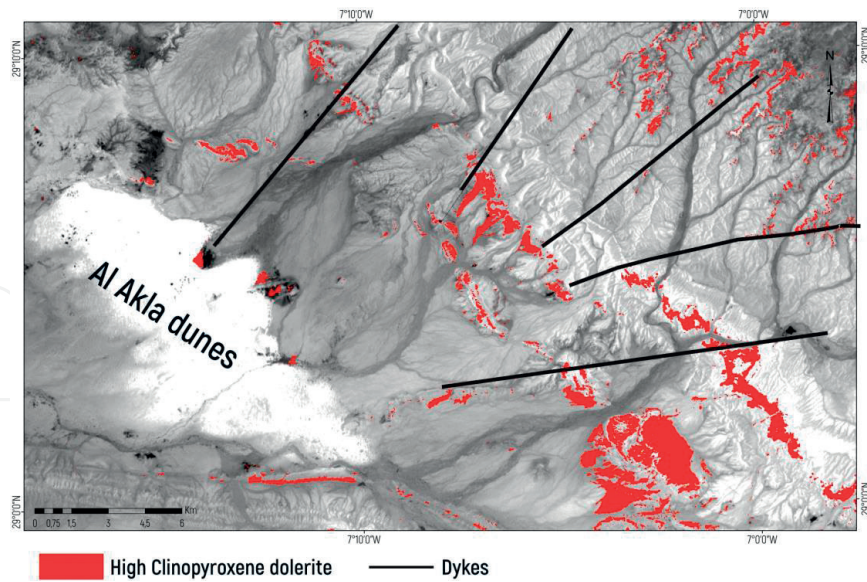 7°10'0"W 7°0'0"W
29°10'0"N
29°10'0"N
N
Al Akla dunes
29°0'0"N
29°0'0"N
Km
0 0,75 1,5 3 4,5 6
7°10'0"W 7°0'0"W
High Clinopyroxene dolerite Dykes